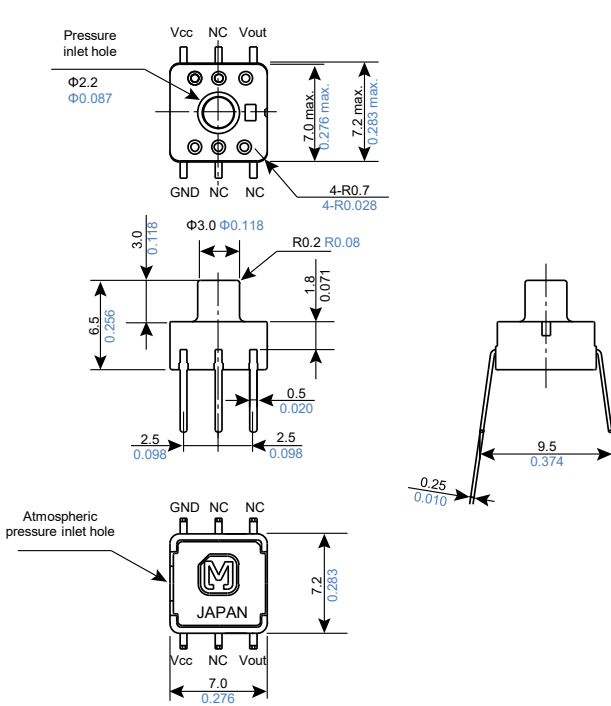 Pressure
inlet hole
Vcc NC Vout
Φ2.2
Φ0.087
7.0 max.
0.276 max.
7.2 max.
0.283 max.
GND NC NC
4-R0.7
4-R0.028
3.0
0.118
Φ3.0 Φ0.118
R0.2 R0.08
1.8
0.071
6.5
0.256
0.5
0.020
2.5
0.098
2.5
0.098
9.5
0.374
0.25
0.010
GND NC NC
Atmospheric
pressure inlet hole
M
JAPAN
7.2
0.283
Vcc NC Vout
7.0
0.276